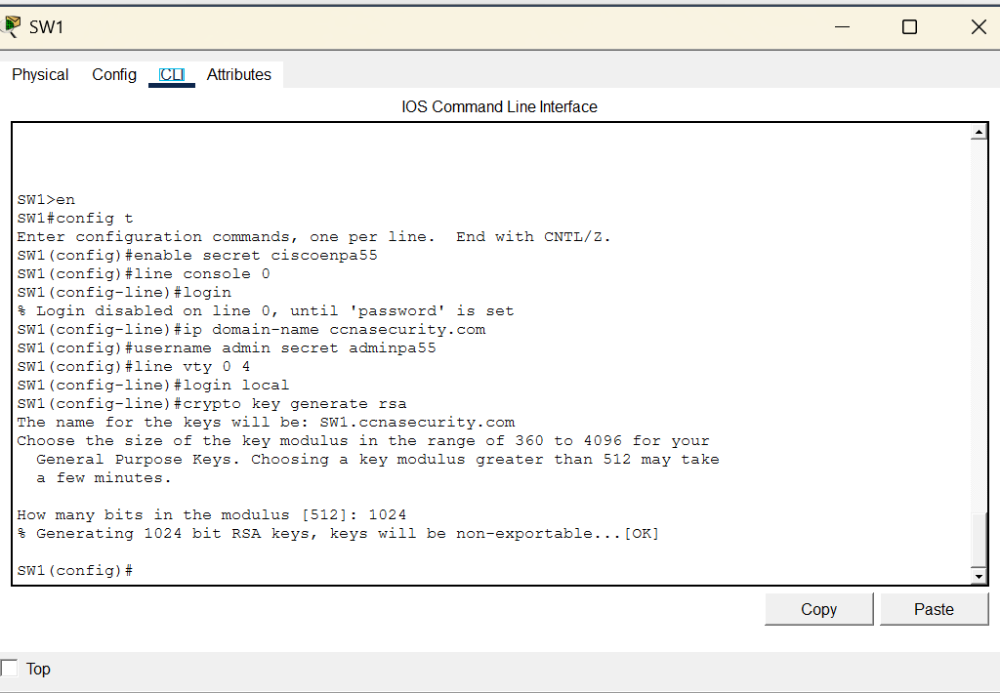 SW1
Physical Config CLI Attributes
IOS Command Line Interface
SW1>en
SW1#config t
Enter configuration commands, one per line.  End with CNTL/Z.
SW1(config)#enable secret ciscoenpa55
SW1(config)#line console 0
SW1(config-line)#login
% Login disabled on line 0, until 'password' is set
SW1(config-line)#ip domain-name ccnasecurity.com
SW1(config)#username admin secret adminpa55
SW1(config)#line vty 0 4
SW1(config-line)#login local
SW1(config-line)#crypto key generate rsa
The name for the keys will be: SW1.ccnasecurity.com
Choose the size of the key modulus in the range of 360 to 4096 for your
  General Purpose Keys. Choosing a key modulus greater than 512 may take
  a few minutes.
How many bits in the modulus [512]: 1024
% Generating 1024 bit RSA keys, keys will be non-exportable...[OK]
SW1(config)#
Copy Paste
Top